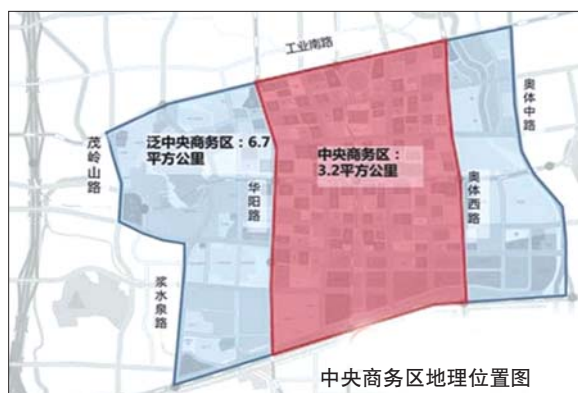 工业南路
奥体中路
茂岭山路
泛中央商务区：6.7
平方公里
中央商务区：
3.2平方公里
华阳路
奥体西路
浆水泉路
中央商务区地理位置图